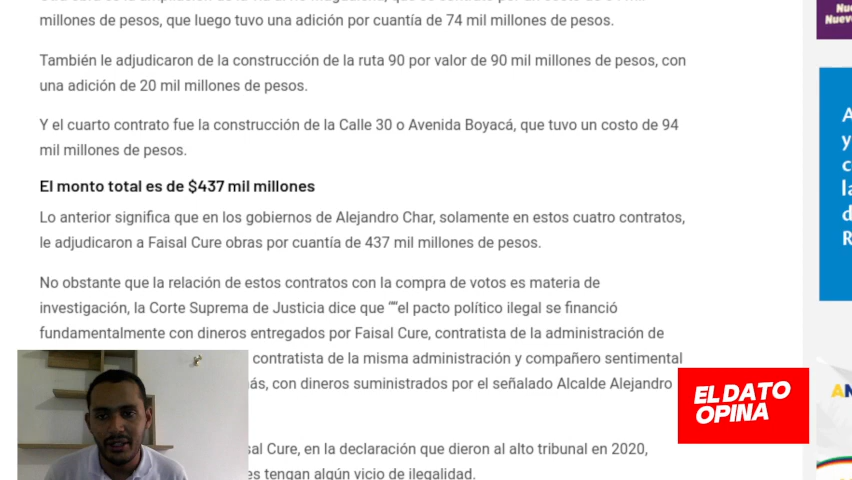 millones de pesos, que luego tuvo una adición por cuantía de 74 mil millones de pesos.
También le adjudicaron de la construcción de la ruta 90 por valor de 90 mil millones de pesos, con
una adición de 20 mil millones de pesos.
Y el cuarto contrato fue la construcción de la Calle 30 o Avenida Boyacá, que tuvo un costo de 94
mil millones de pesos.
El monto total es de $437 mil millones
Lo anterior significa que en los gobiernos de Alejandro Char, solamente en estos cuatro contratos,
le adjudicaron a Faisal Cure obras por cuantía de 437 mil millones de pesos.
No obstante que la relación de estos contratos con la compra de votos es materia de
investigación, la Corte Suprema de Justicia dice que ““el pacto político ilegal se financió
fundamentalmente con dineros entregados por Faisal Cure, contratista de la administración de
contratista de la misma administración y compañero sentimental
ás, con dineros suministrados por el señalado Alcalde Alejandro
sal Cure, en la declaración que dieron al alto tribunal en 2020,
es tengan algún vicio de ilegalidad.
EL DATO
OPINA